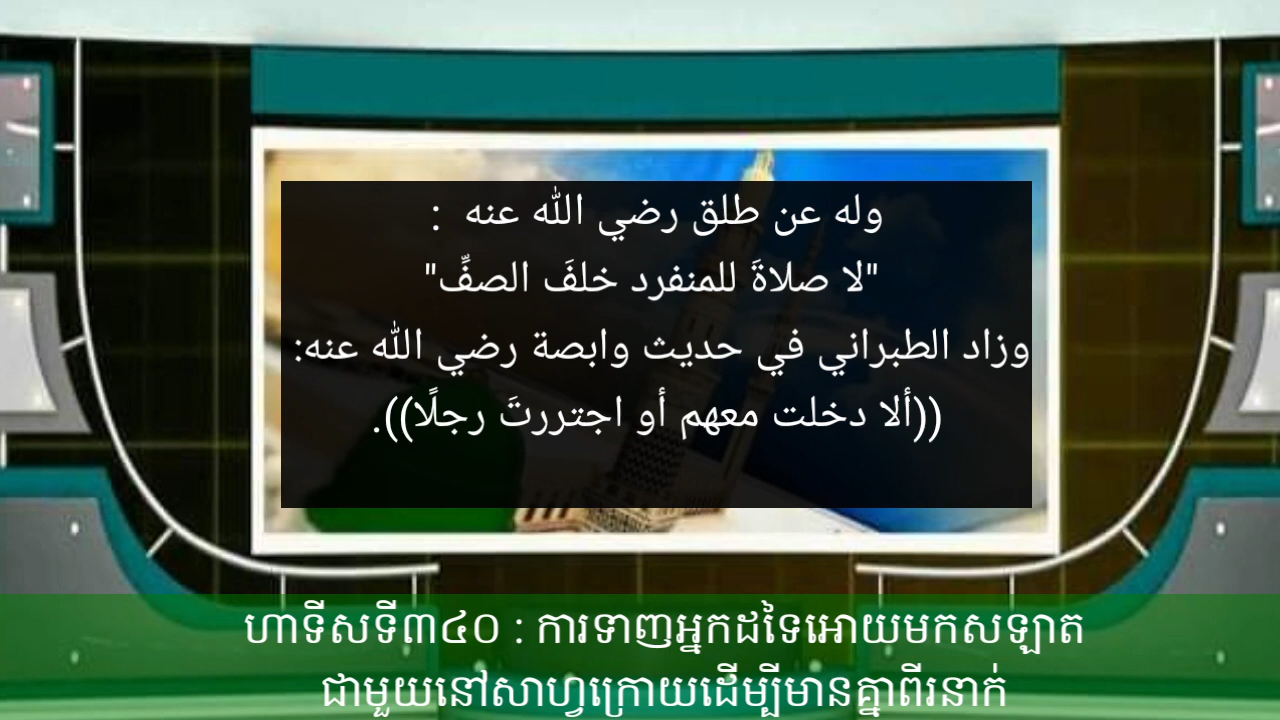 وله عن طلق رضي الله عنه :
"لا صلاةَ للمنفرد خلفَ الصفِّ"
وزاد الطبراني في حديث وابصة رضي الله عنه:
((ألا دخلت معهم أو اجتررتَ رجلًا)).
ហាទីសទី៣៤០ : ការទាញអ្នកដទៃអោយមកសឡាត
ជាមួយនៅសាហ្វក្រោយដើម្បីមានគ្នាពីរនាក់